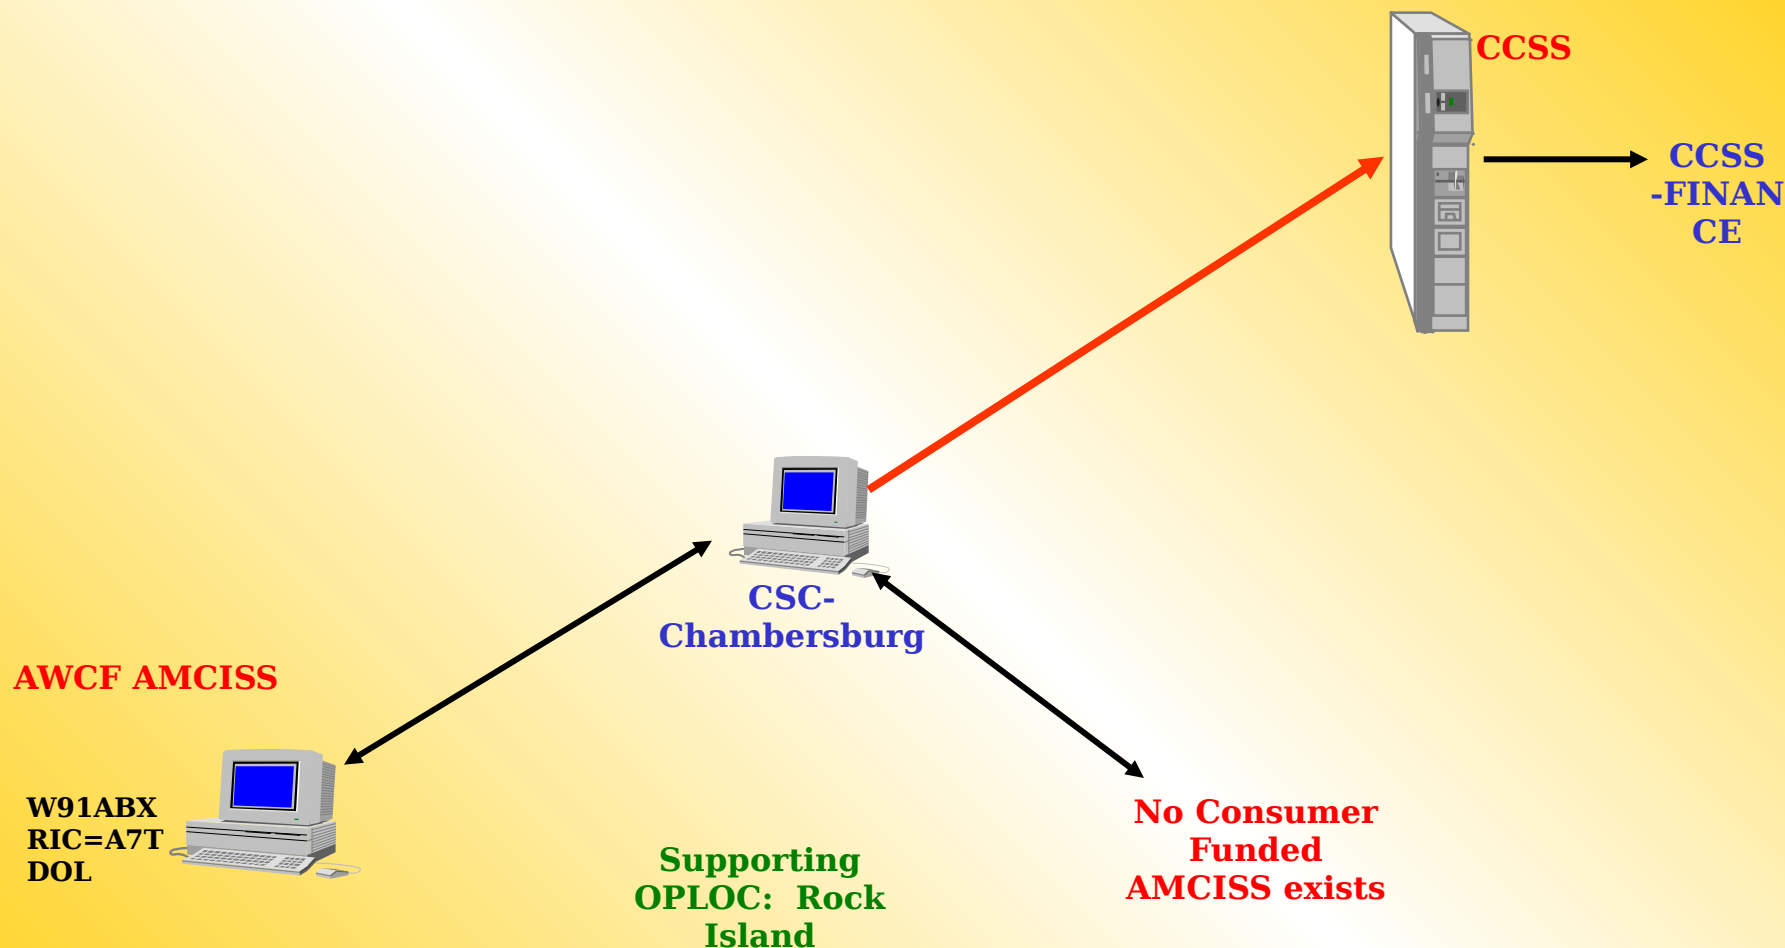 CCSS
CCSS
-FINAN
CE
CSC-
Chambersburg
AWCF AMCISS
W91ABX
RIC=A7T
DOL
No Consumer
Funded
AMCISS exists
Supporting
OPLOC:  Rock
Island